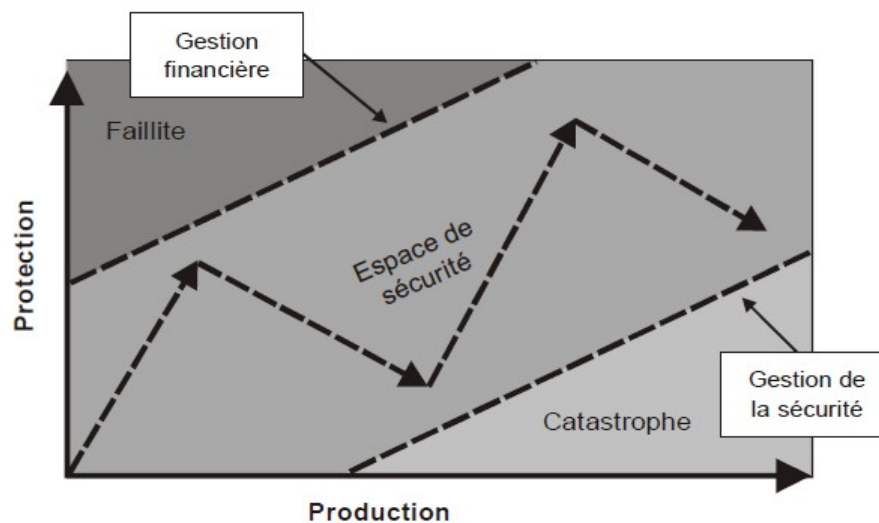 Gestion
financière
Faillite
Protection
Espace de
sécurité
Gestion de
la sécurité
Catastrophe
Production